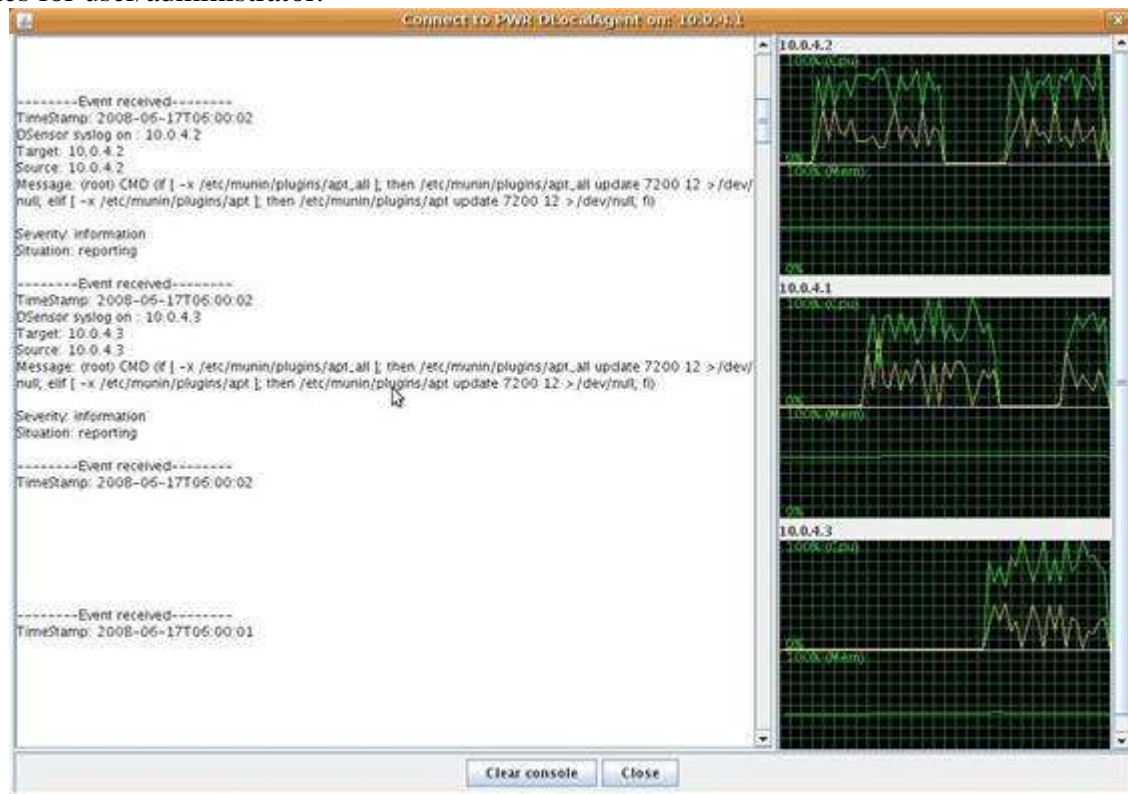 es for user/administrator.
Connect to PWR DLocalAgent on: 10.0.4.1
--------Event received--------
TimeStamp: 2008-06-17T06:00:02
DSensor syslog on : 10.0.4.2
Target: 10.0.4.2
Source: 10.0.4.2
Message: (root) CMD (if [ -x /etc/munin/plugins/apt_all ]; then /etc/munin/plugins/apt_all update 7200 12 >/dev/
null; elif [ -x /etc/munin/plugins/apt ]; then /etc/munin/plugins/apt update 7200 12 >/dev/null; fi)
Severity: information
Situation: reporting
--------Event received--------
TimeStamp: 2008-06-17T06:00:02
DSensor syslog on : 10.0.4.3
Target: 10.0.4.3
Source: 10.0.4.3
Message: (root) CMD (if [ -x /etc/munin/plugins/apt_all ]; then /etc/munin/plugins/apt_all update 7200 12 >/dev/
null; elif [ -x /etc/munin/plugins/apt ]; then /etc/munin/plugins/apt update 7200 12 >/dev/null; fi)
Severity: information
Situation: reporting
--------Event received--------
TimeStamp: 2008-06-17T06:00:02
--------Event received--------
TimeStamp: 2008-06-17T06:00:01
10.0.4.2
100% (Cpu)
0%
100% (Mem)
0%
10.0.4.1
100% (Cpu)
0%
100% (Mem)
0%
10.0.4.3
100% (Cpu)
0%
100% (Mem)
Clear console
Close